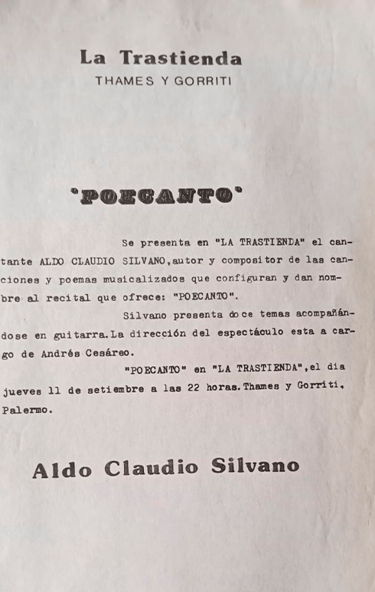 La Trastienda
THAMES Y GORRITI
"POECANTO"
Se presenta en "LA TRASTIENDA" el can-
tante ALDO CLAUDIO SILVANO,autor y compositor de las can-
ciones y poemas musicalizados que configuran y dan nom-
bre al recital que ofrece: "POECANTO".
Silvano presenta doce temas acompañán-
dose en guitarra.La dirección del espectáculo esta a car-
go de Andrés Cesáreo.
"POECANTO" en "LA TRASTIENDA",el día
jueves 11 de setiembre a las 22 horas.Thames y Gorriti,
Palermo.
Aldo Claudio Silvano